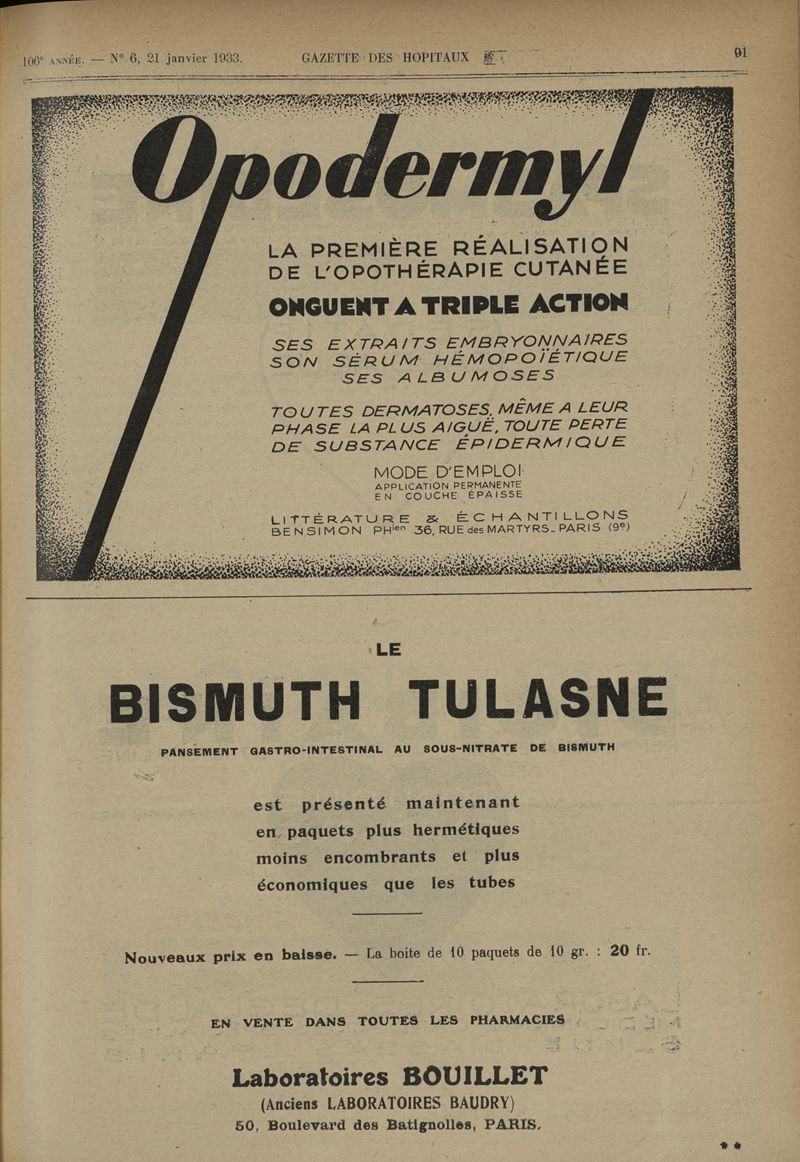 106e ANNÉE. — No 6, 21 janvier 1933. GAZETTE DES HOPITAUX 91
Opodermyl
LA PREMIÈRE RÉALISATION
DE L'OPOTHÉRAPIE CUTANÉE
ONGUENT A TRIPLE ACTION
SES EXTRAITS EMBRYONNAIRES
SON SÉRUM HÉMOPOÏÉTIQUE
SES ALBUMOSES
TOUTES DERMATOSES, MÊME A LEUR
PHASE LA PLUS AIGUË, TOUTE PERTE
DE SUBSTANCE ÉPIDERMIQUE
MODE D'EMPLOI
APPLICATION PERMANENTE
EN COUCHE ÉPAISSE
LITTÉRATURE & ÉCHANTILLONS
BENSIMON PHien 36, RUE des MARTYRS_PARIS (9e)
LE
BISMUTH TULASNE
PANSEMENT GASTRO-INTESTINAL AU SOUS-NITRATE DE BISMUTH
est présenté maintenant
en paquets plus hermétiques
moins encombrants et plus
économiques que les tubes
Nouveaux prix en baisse. — La boite de 10 paquets de 10 gr. : 20 fr.
EN VENTE DANS TOUTES LES PHARMACIES
Laboratoires BOUILLET
(Anciens LABORATOIRES BAUDRY)
50, Boulevard des Batignolles, PARIS.
* *